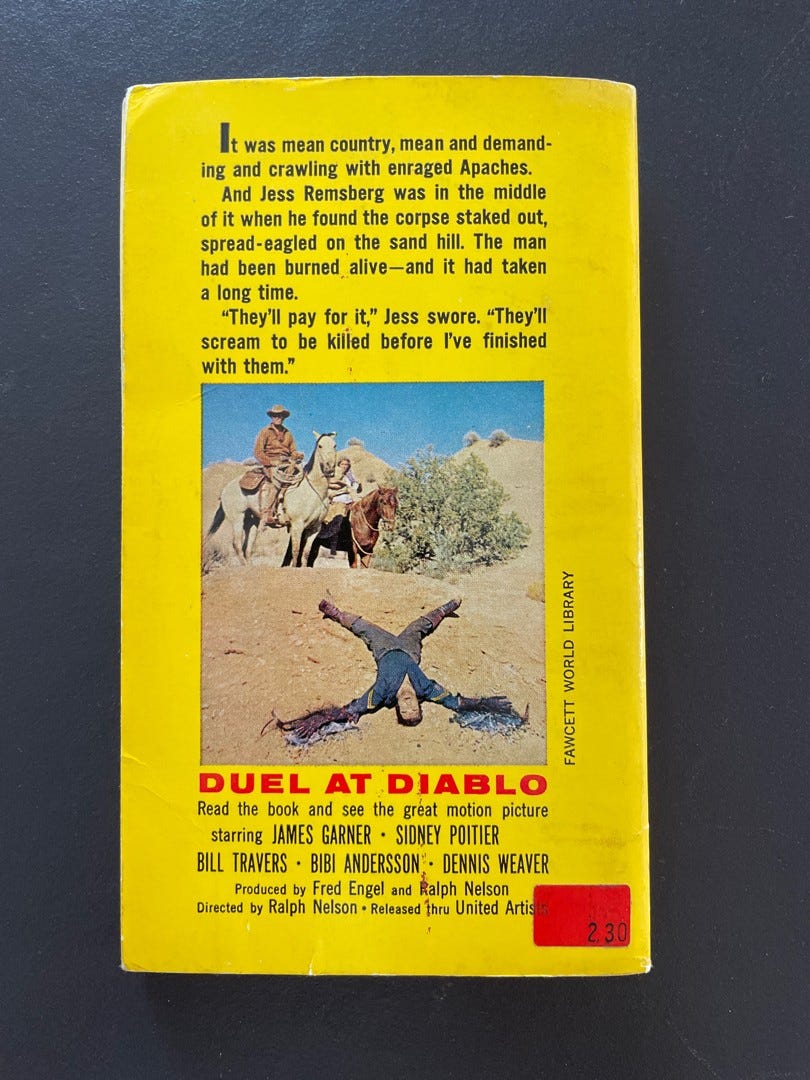 It was mean country, mean and demand-
ing and crawling with enraged Apaches.
And Jess Remsberg was in the middle
of it when he found the corpse staked out,
spread-eagled on the sand hill. The man
had been burned alive—and it had taken
a long time.
"They'll pay for it," Jess swore. "They'll
scream to be killed before I've finished
with them."
FAWCETT WORLD LIBRARY
DUEL AT DIABLO
Read the book and see the great motion picture
starring JAMES GARNER • SIDNEY POITIER
BILL TRAVERS • BIBI ANDERSSON • DENNIS WEAVER
Produced by Fred Engel and Ralph Nelson
Directed by Ralph Nelson • Released thru United Artists
2.30